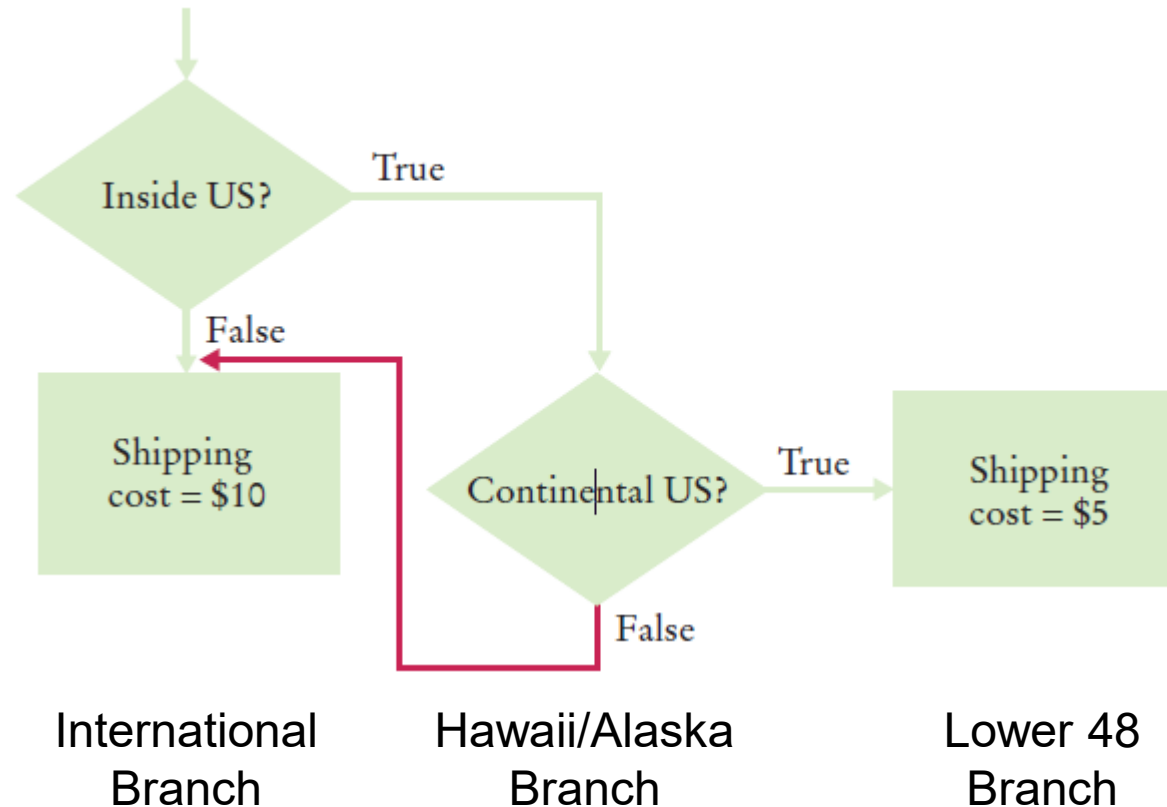 True
Inside US?
False
Shipping
cost = $10
Continental US?
True
Shipping
cost = $5
False
International
Branch
Hawaii/Alaska
Branch
Lower 48
Branch